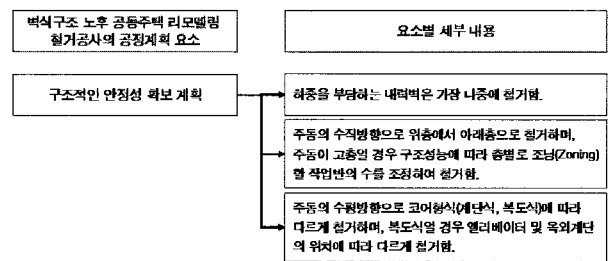 벽식구조 노후 공동주택 리모델링
철거공사의 공정계획 요소
요소별 세부 내용
구조적인 안정성 확보 계획
하중을 부담하는 내력벽은 가장 나중에 철거함.
주동의 수직방향으로 위층에서 아래층으로 철거하며,
주동이 고층일 경우 구조성능에 따라 층별로 조닝(Zoning)
할 작업반의 수를 조정하여 철거함.
주동의 수평방향으로 코어형식(계단식, 복도식)에 따라
다르게 철거하며, 복도식일 경우 엘리베이터 및 옥외계단
의 위치에 따라 다르게 철거함.